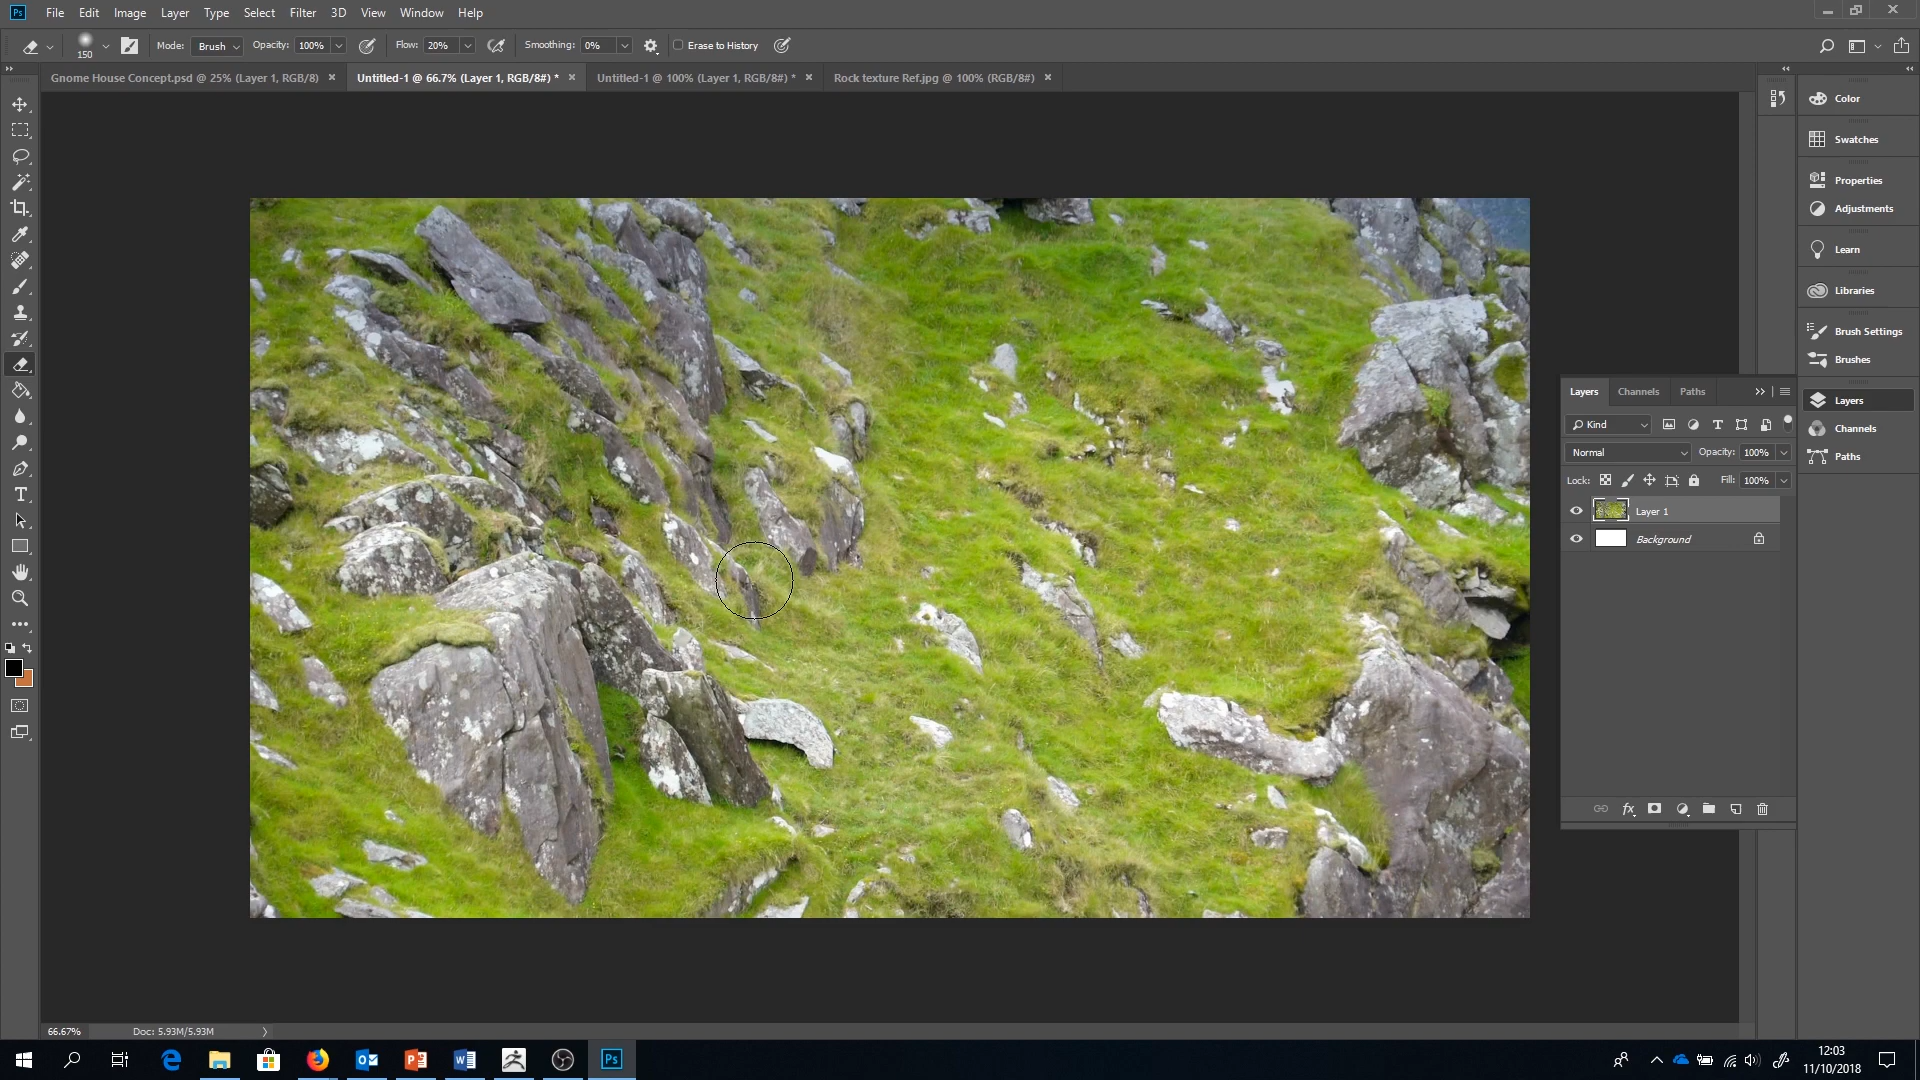 Ps File Edit Image Layer Type Select Filter 3D View Window Help
150 Mode: Brush Opacity: 100% Flow: 20% Smoothing: 0% Erase to History
Gnome House Concept.psd @ 25% (Layer 1, RGB/8) × Untitled-1 @ 66.7% (Layer 1, RGB/8#) * × Untitled-1 @ 100% (Layer 1, RGB/8#) * × Rock texture Ref.jpg @ 100% (RGB/8#) ×
Color
Swatches
Properties
Adjustments
Learn
Libraries
Brush Settings
Brushes
Layers
Channels
Paths
Layers Channels Paths
Kind
Normal Opacity: 100%
Lock: Fill: 100%
Layer 1
Background
fx
66.67% Doc: 5.93M/5.93M
Ps
12:03
11/10/2018